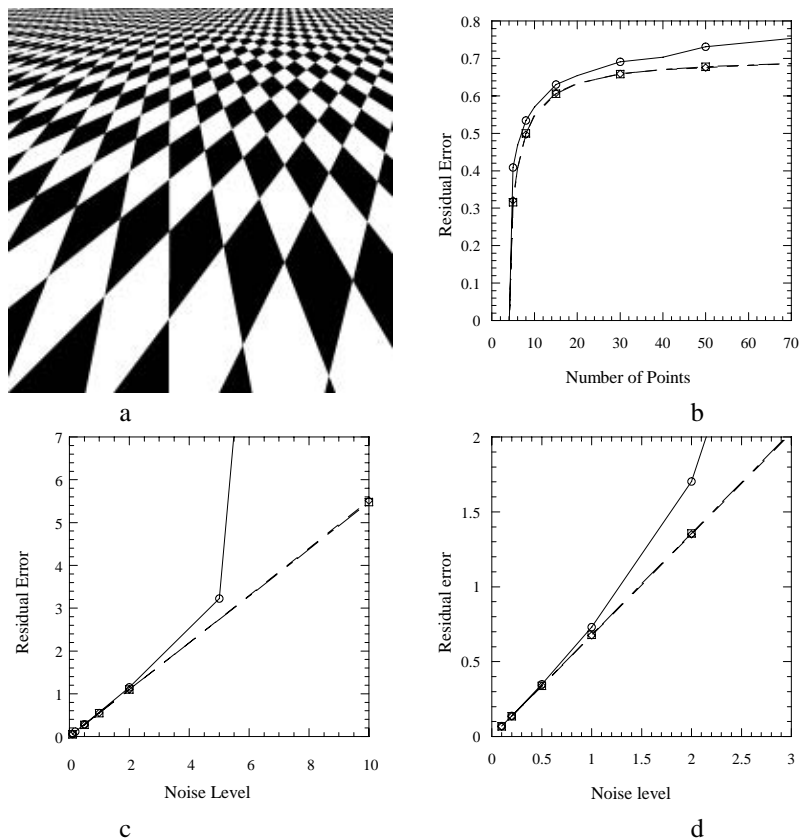 0.8
0.7
0.6
0.5
0.4
0.3
0.2
0.1
0
Residual Error
0 10 20 30 40 50 60 70
Number of Points
a
b
7
6
5
4
3
2
1
0
Residual Error
0 2 4 6 8 10
Noise Level
c
2
1.5
1
0.5
0
Residual error
0 0.5 1 1.5 2 2.5 3
Noise level
d